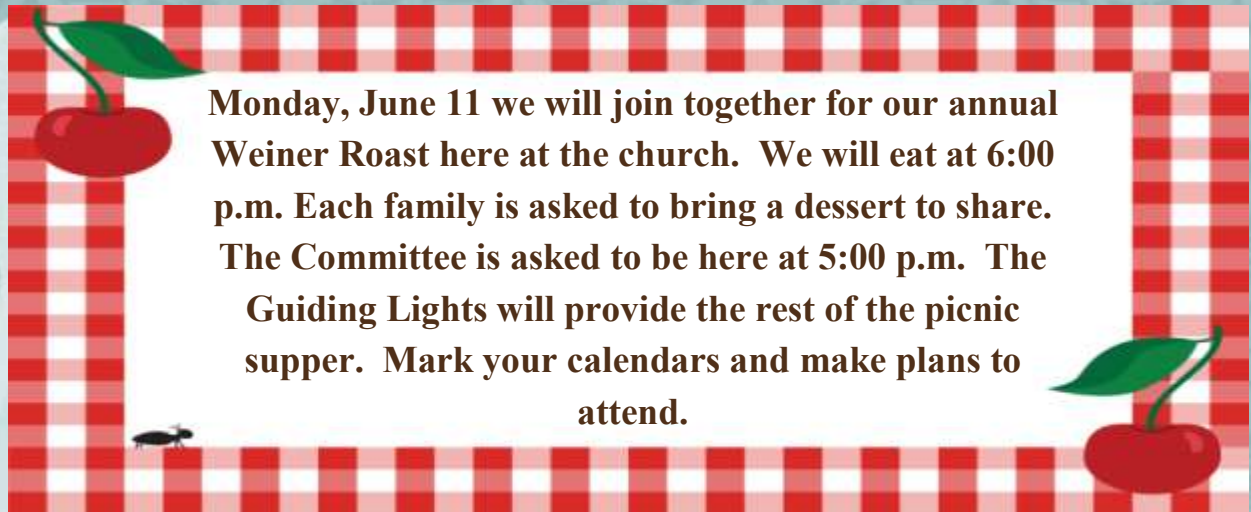 Monday, June 11 we will join together for our annual
Weiner Roast here at the church.  We will eat at 6:00
p.m. Each family is asked to bring a dessert to share.
The Committee is asked to be here at 5:00 p.m.  The
Guiding Lights will provide the rest of the picnic
supper.  Mark your calendars and make plans to
attend.